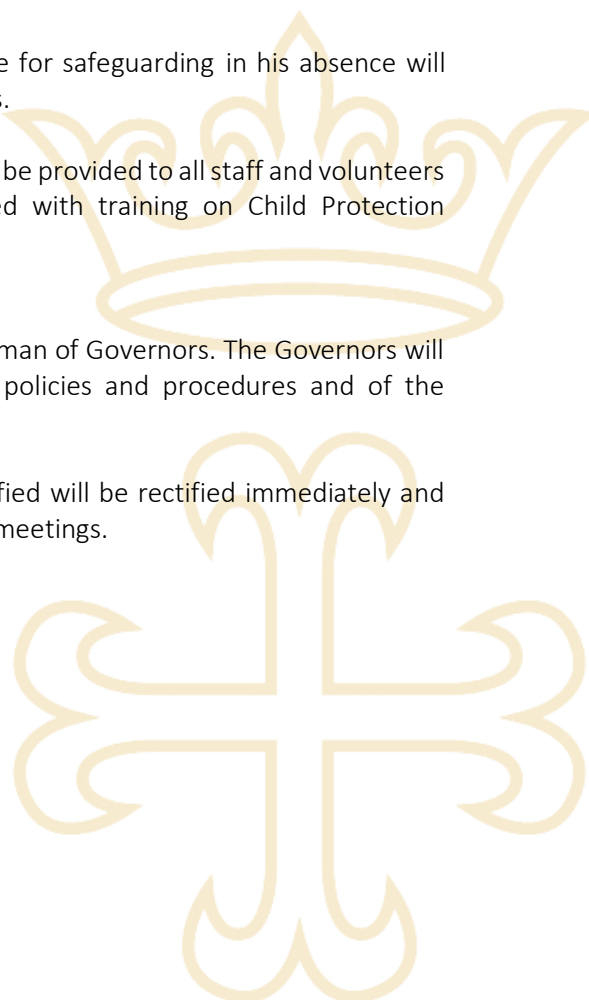 e for safeguarding in his absence will
s.
be provided to all staff and volunteers
ed with training on Child Protection
man of Governors. The Governors will
policies and procedures and of the
fied will be rectified immediately and
meetings.